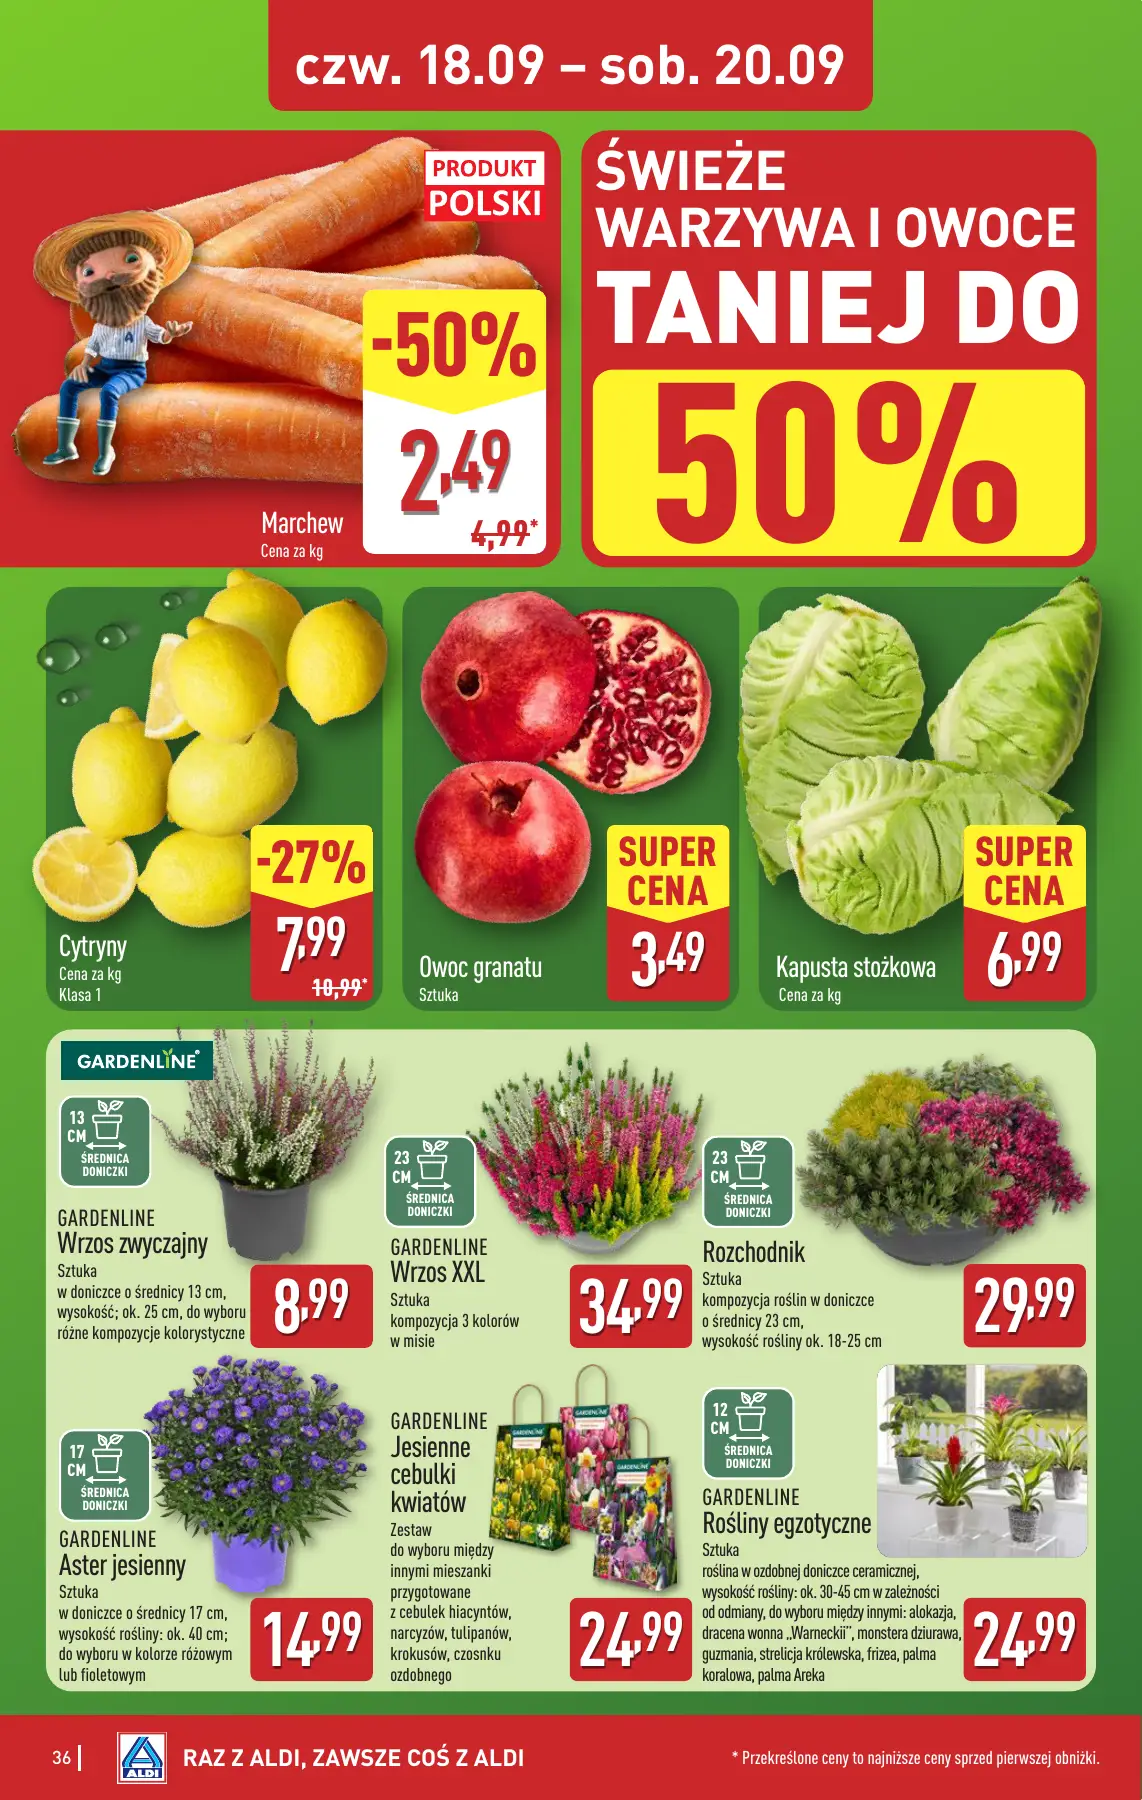 czw. 18.09 – sob. 20.09
PRODUKT
POLSKI
-50%
2,49
4,99*
Marchew
Cena za kg
ŚWIEŻE
WARZYWA I OWOCE
TANIEJ DO
50%
-27%
7,99
10,99*
Cytryny
Cena za kg
Klasa 1
SUPER
CENA
3,49
Owoc granatu
Sztuka
SUPER
CENA
6,99
Kapusta stożkowa
Cena za kg
GARDENLINE®
13
CM
ŚREDNICA
DONICZKI
GARDENLINE
Wrzos zwyczajny
Sztuka
w doniczce o średnicy 13 cm,
wysokość; ok. 25 cm, do wyboru
różne kompozycje kolorystyczne
8,99
23
CM
ŚREDNICA
DONICZKI
GARDENLINE
Wrzos XXL
Sztuka
kompozycja 3 kolorów
w misie
34,99
23
CM
ŚREDNICA
DONICZKI
Rozchodnik
Sztuka
kompozycja roślin w doniczce
o średnicy 23 cm,
wysokość rośliny ok. 18-25 cm
29,99
17
CM
ŚREDNICA
DONICZKI
GARDENLINE
Aster jesienny
Sztuka
w doniczce o średnicy 17 cm,
wysokość rośliny: ok. 40 cm;
do wyboru w kolorze różowym
lub fioletowym
14,99
GARDENLINE
Jesienne
cebulki
kwiatów
Zestaw
do wyboru między
innymi mieszanki
przygotowane
z cebulek hiacyntów,
narcyzów, tulipanów,
krokusów, czosnku
ozdobnego
GARDENLINE
GARDENLINE
GARDENLINE
24,99
12
CM
ŚREDNICA
DONICZKI
GARDENLINE
Rośliny egzotyczne
Sztuka
roślina w ozdobnej doniczce ceramicznej,
wysokość rośliny: ok. 30-45 cm w zależności
od odmiany, do wyboru między innymi: alokazja,
dracena wonna „Warneckii", monstera dziurawa,
guzmania, strelicja królewska, frizea, palma
koralowa, palma Areka
24,99
36
ALDI
RAZ Z ALDI, ZAWSZE COŚ Z ALDI
* Przekreślone ceny to najniższe ceny sprzed pierwszej obniżki.